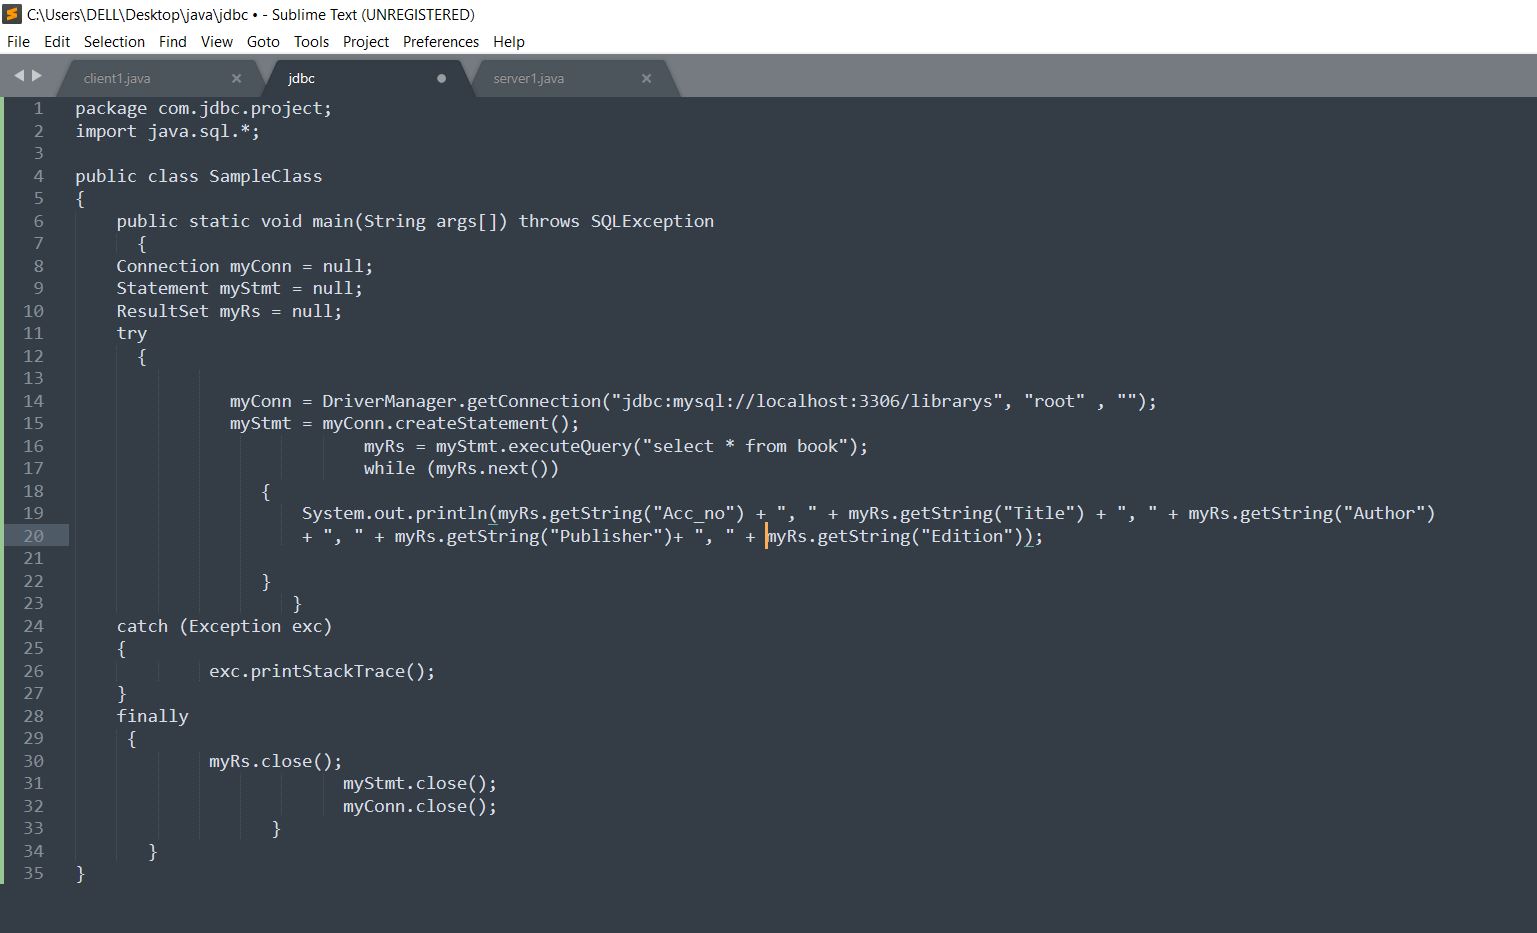 C:\Users\DELL\Desktop\java\jdbc • - Sublime Text (UNREGISTERED)
File Edit Selection Find View Goto Tools Project Preferences Help
client1.java × jdbc ● server1.java ×
1 package com.jdbc.project;
2 import java.sql.*;
3
4 public class SampleClass
5 {
6 public static void main(String args[]) throws SQLException
7 {
8 Connection myConn = null;
9 Statement myStmt = null;
10 ResultSet myRs = null;
11 try
12 {
13
14 myConn = DriverManager.getConnection("jdbc:mysql://localhost:3306/librarys", "root" , "");
15 myStmt = myConn.createStatement();
16 myRs = myStmt.executeQuery("select * from book");
17 while (myRs.next())
18 {
19 System.out.println(myRs.getString("Acc_no") + ", " + myRs.getString("Title") + ", " + myRs.getString("Author")
20 + ", " + myRs.getString("Publisher")+ ", " + myRs.getString("Edition"));
21
22 }
23 }
24 catch (Exception exc)
25 {
26 exc.printStackTrace();
27 }
28 finally
29 {
30 myRs.close();
31 myStmt.close();
32 myConn.close();
33 }
34 }
35 }